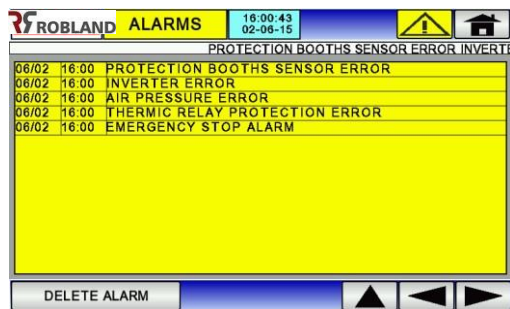 ROBLAND ALARMS 16:00:43
02-06-15
PROTECTION BOOTHS SENSOR ERROR INVERTE
06/02 16:00 PROTECTION BOOTHS SENSOR ERROR
06/02 16:00 INVERTER ERROR
06/02 16:00 AIR PRESSURE ERROR
06/02 16:00 THERMIC RELAY PROTECTION ERROR
06/02 16:00 EMERGENCY STOP ALARM
DELETE ALARM